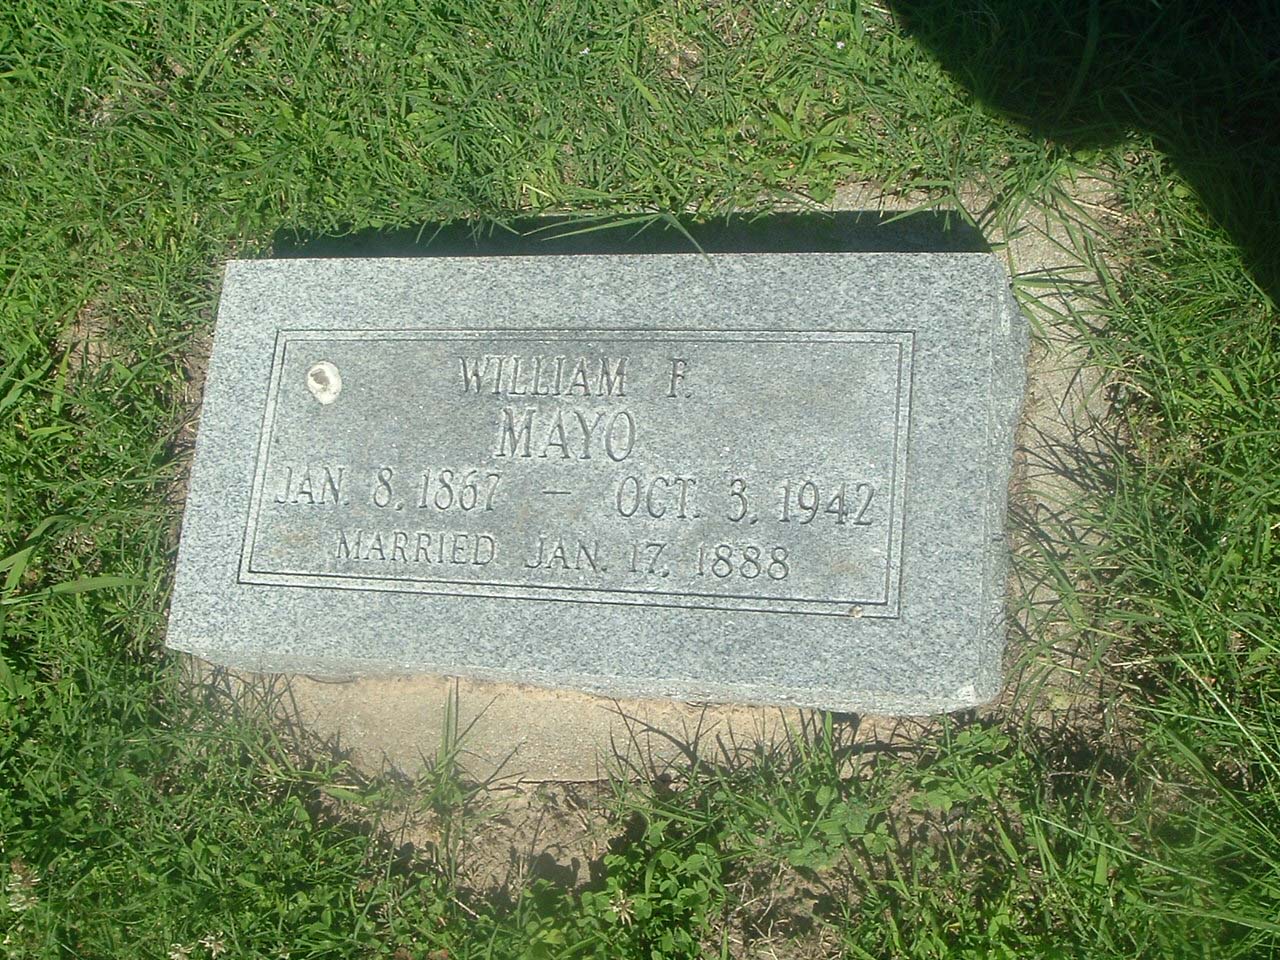 WILLIAM F.
MAYO
JAN. 8, 1867 — OCT. 3, 1942
MARRIED JAN. 17, 1888